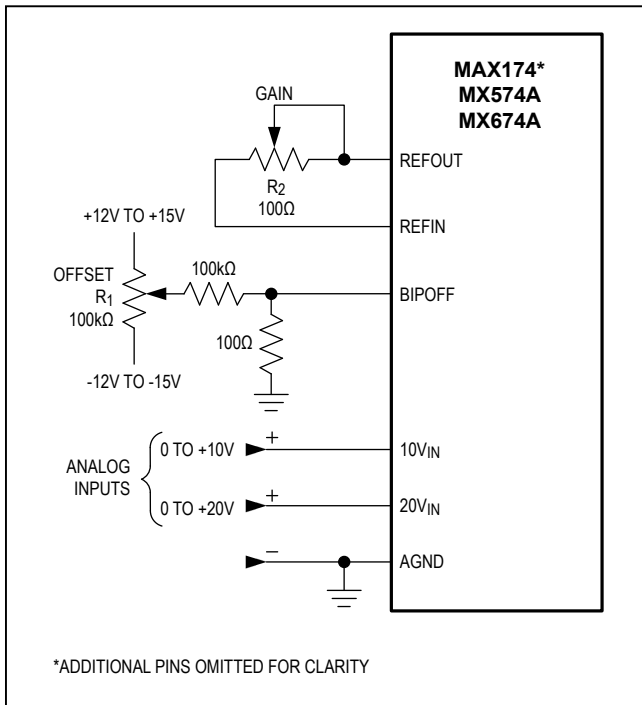 MAX174*
MX574A
MX674A
GAIN
REFOUT
R2
100Ω
REFIN
+12V TO +15V
OFFSET
R1
100kΩ
100kΩ
BIPOFF
100Ω
-12V TO -15V
ANALOG
INPUTS
0 TO +10V
+
10VIN
0 TO +20V
+
20VIN
−
AGND
*ADDITIONAL PINS OMITTED FOR CLARITY